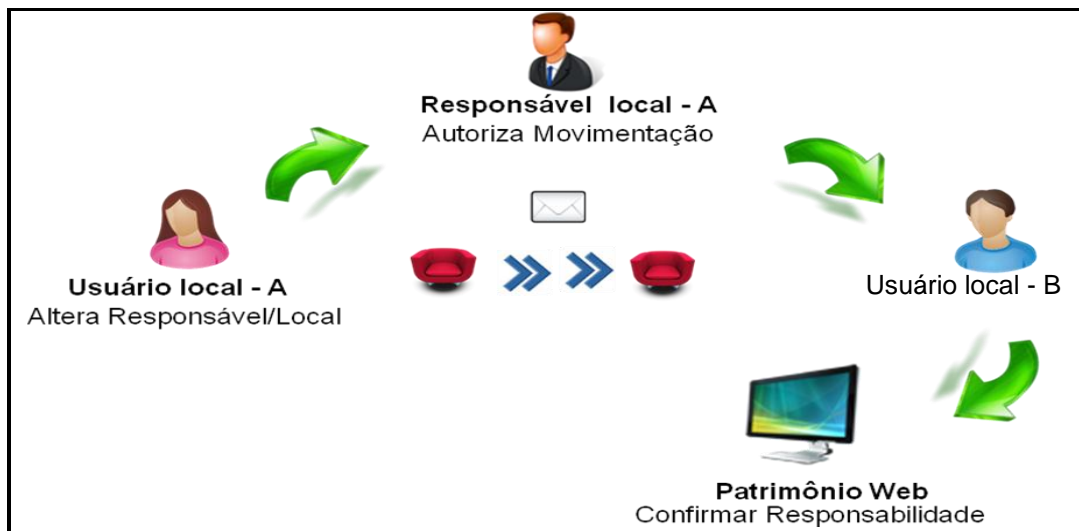 Responsável local - A
Autoriza Movimentação
Usuário local - A
Altera Responsável/Local
Usuário local - B
Patrimônio Web
Confirmar Responsabilidade